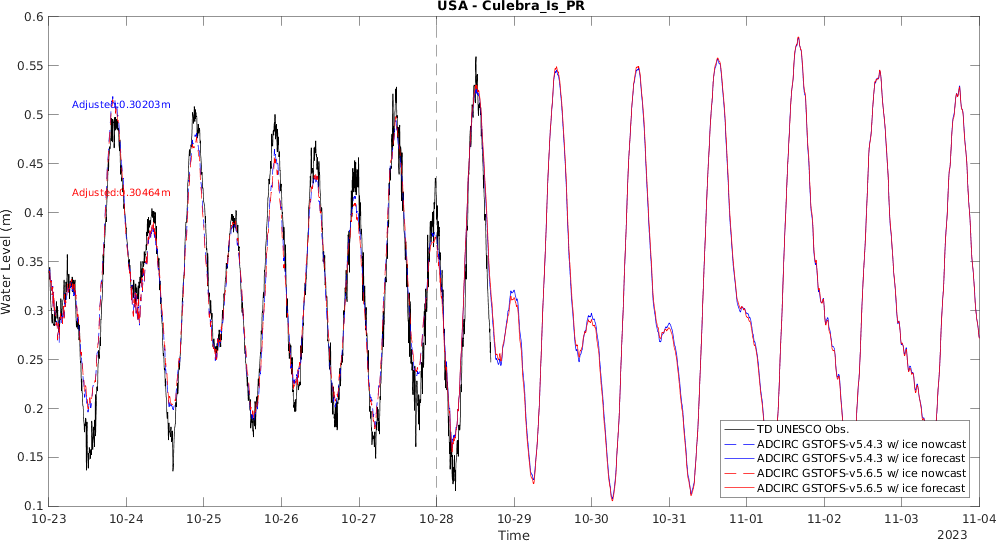 USA - Culebra_Is_PR
0.6
0.55
0.5
0.45
0.4
0.35
0.3
0.25
0.2
0.15
0.1
Water Level (m)
Adjusted:0.30203m
Adjusted:0.30464m
TD UNESCO Obs.
ADCIRC GSTOFS-v5.4.3 w/ ice nowcast
ADCIRC GSTOFS-v5.4.3 w/ ice forecast
ADCIRC GSTOFS-v5.6.5 w/ ice nowcast
ADCIRC GSTOFS-v5.6.5 w/ ice forecast
10-23 10-24 10-25 10-26 10-27 10-28 10-29 10-30 10-31 11-01 11-02 11-03 11-04
Time
2023